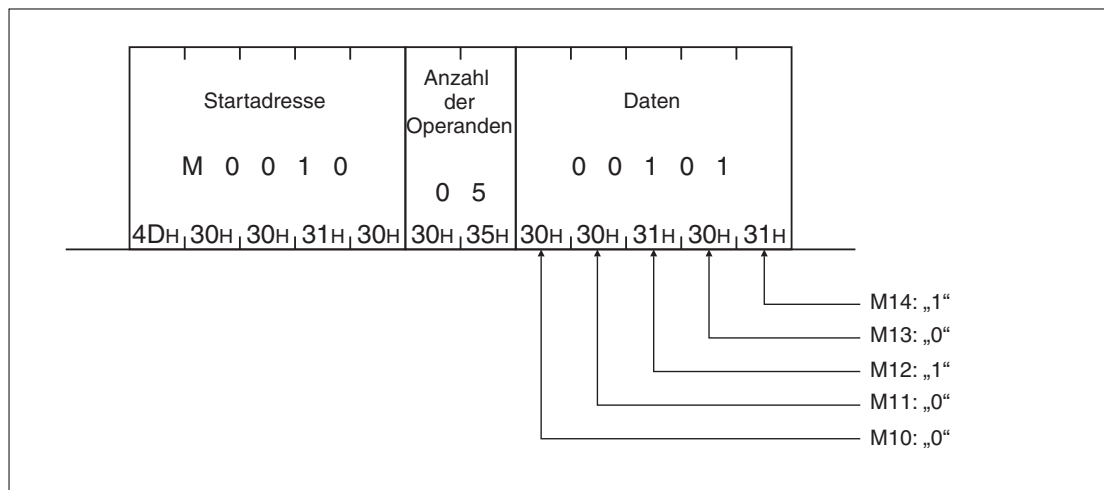 Startadresse
Anzahl
der
Operanden
Daten
M 0 0 1 0
0 5
0 0 1 0 1
4DH 30H 30H 31H 30H 30H 35H 30H 30H 31H 30H 31H
M14: „1“
M13: „0“
M12: „1“
M11: „0“
M10: „0“